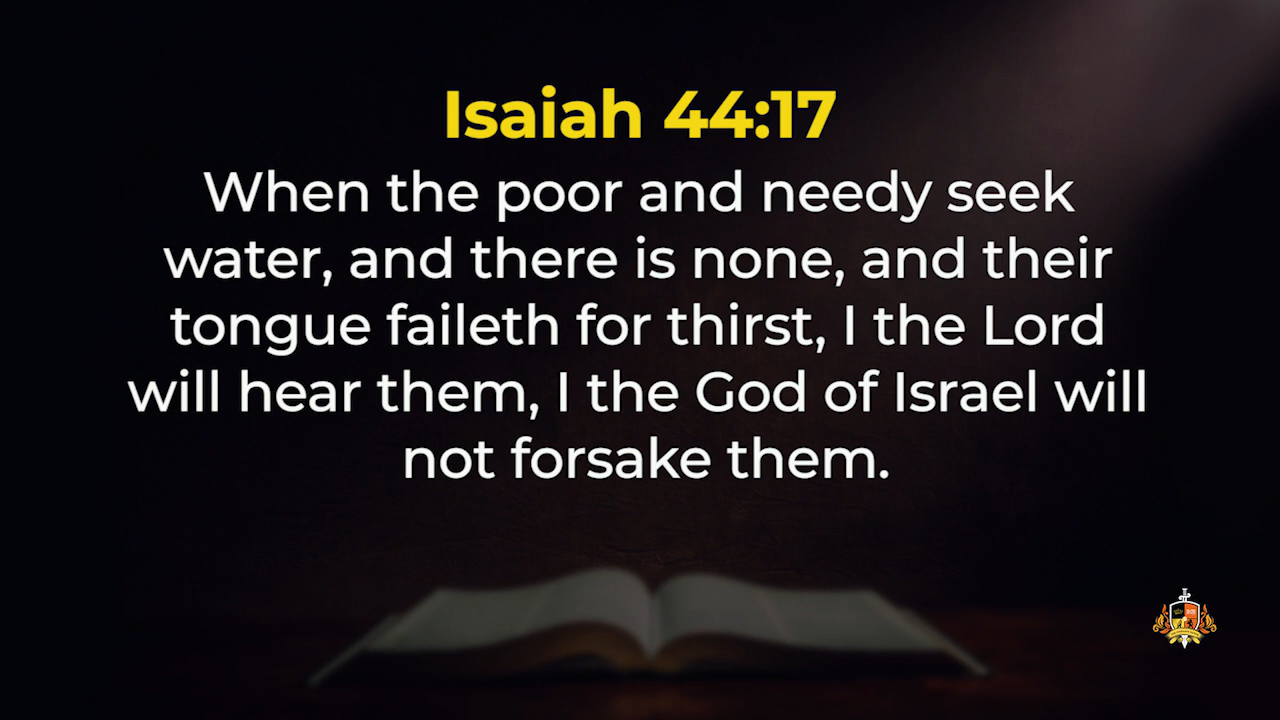 Isaiah 44:17
When the poor and needy seek
water, and there is none, and their
tongue faileth for thirst, I the Lord
will hear them, I the God of Israel will
not forsake them.